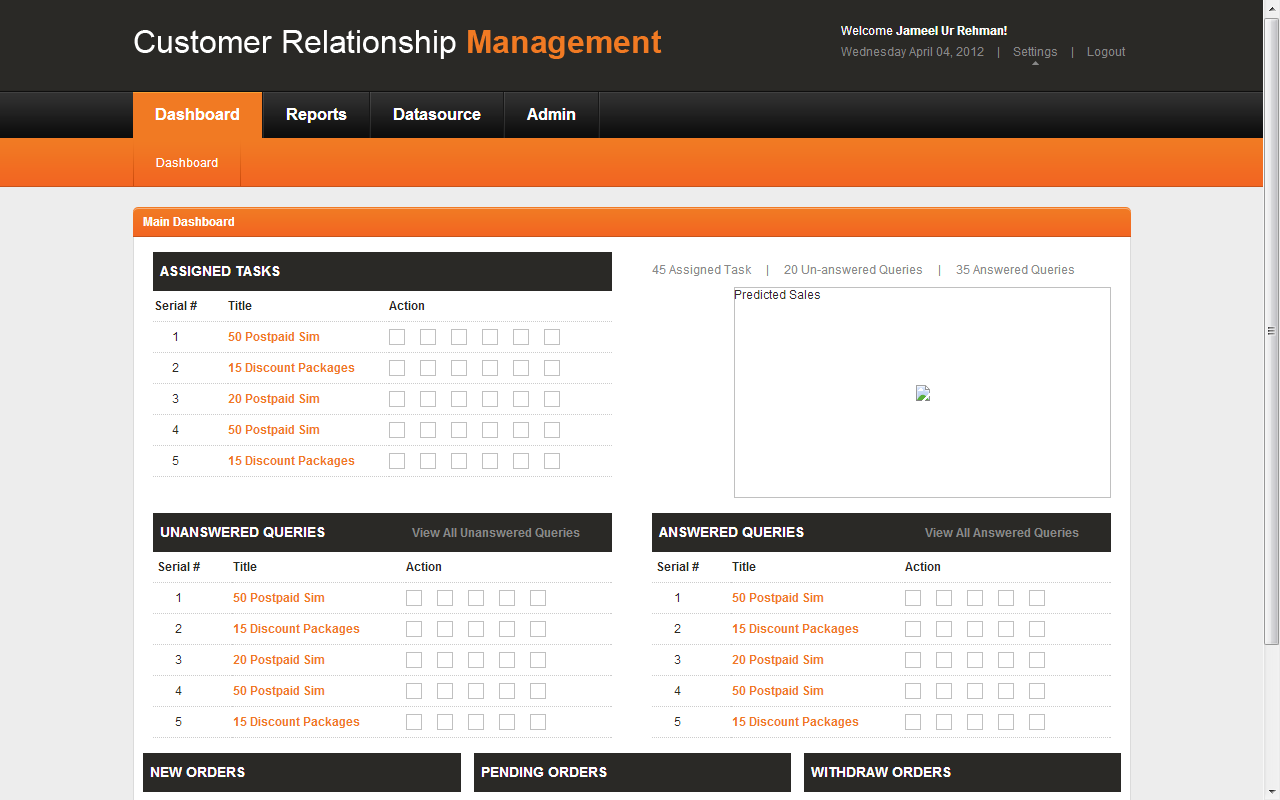 Customer Relationship Management
Welcome Jameel Ur Rehman!
Wednesday April 04, 2012 | Settings | Logout
Dashboard Reports Datasource Admin
Dashboard
Main Dashboard
ASSIGNED TASKS
Serial # Title Action
1 50 Postpaid Sim
2 15 Discount Packages
3 20 Postpaid Sim
4 50 Postpaid Sim
5 15 Discount Packages
45 Assigned Task | 20 Un-answered Queries | 35 Answered Queries
Predicted Sales
UNANSWERED QUERIES View All Unanswered Queries
Serial # Title Action
1 50 Postpaid Sim
2 15 Discount Packages
3 20 Postpaid Sim
4 50 Postpaid Sim
5 15 Discount Packages
ANSWERED QUERIES View All Answered Queries
Serial # Title Action
1 50 Postpaid Sim
2 15 Discount Packages
3 20 Postpaid Sim
4 50 Postpaid Sim
5 15 Discount Packages
NEW ORDERS
PENDING ORDERS
WITHDRAW ORDERS